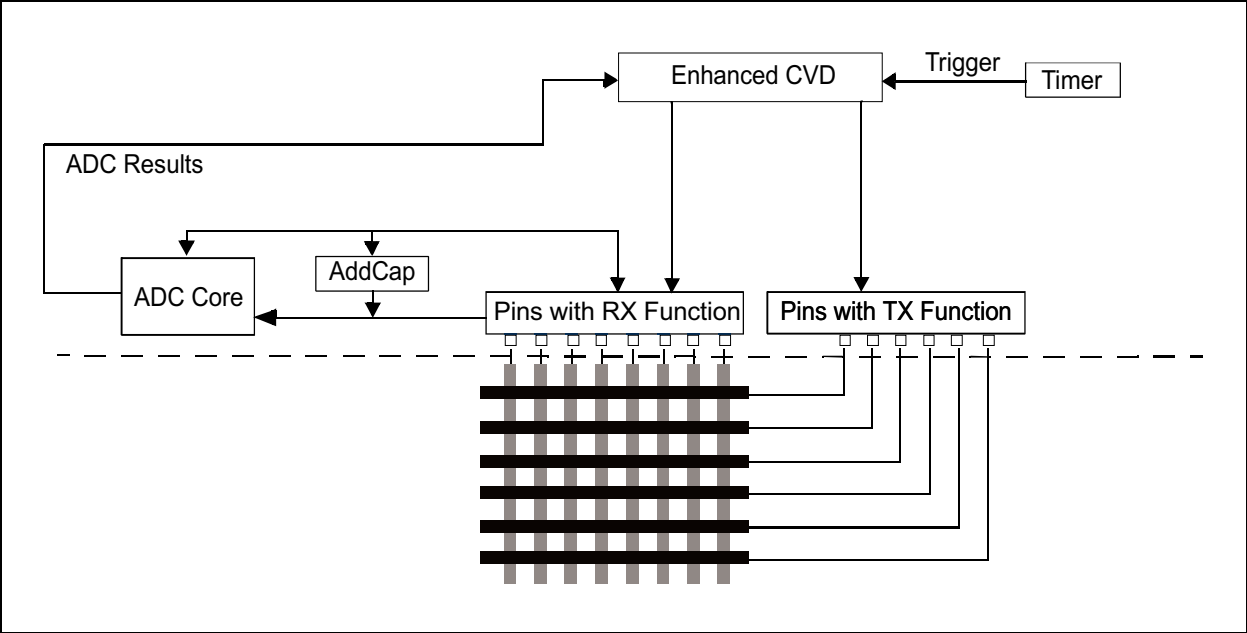 Enhanced CVD
Trigger
Timer
ADC Results
ADC Core
AddCap
Pins with RX Function
Pins with TX Function